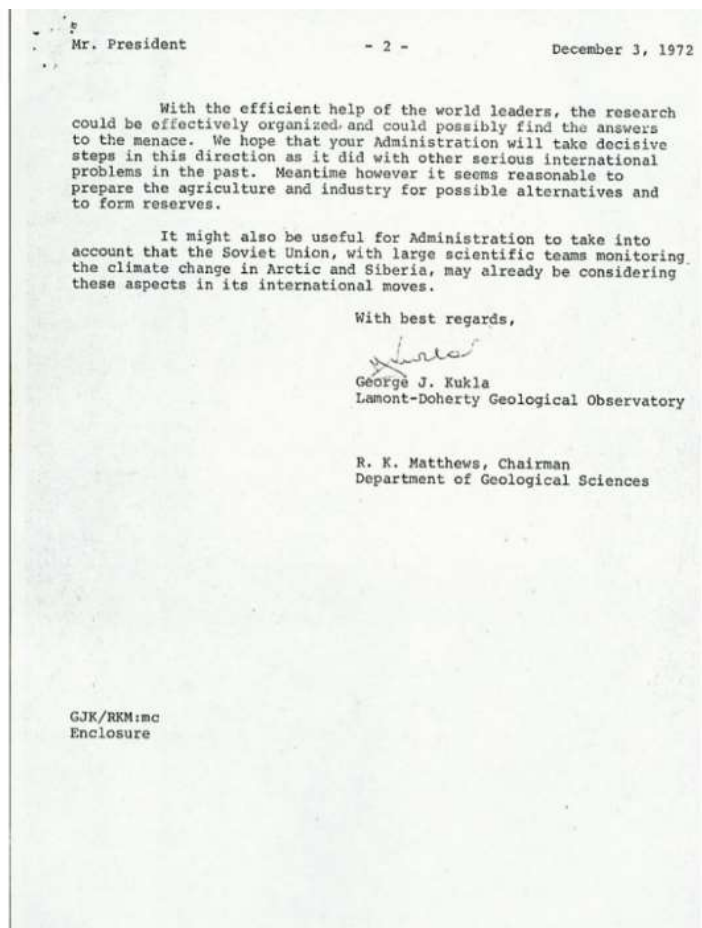 Mr. President - 2 - December 3, 1972
With the efficient help of the world leaders, the research
could be effectively organized, and could possibly find the answers
to the menace. We hope that your Administration will take decisive
steps in this direction as it did with other serious international
problems in the past. Meantime however it seems reasonable to
prepare the agriculture and industry for possible alternatives and
to form reserves.
It might also be useful for Administration to take into
account that the Soviet Union, with large scientific teams monitoring
the climate change in Arctic and Siberia, may already be considering
these aspects in its international moves.
With best regards,
George J. Kukla
Lamont-Doherty Geological Observatory
R. K. Matthews, Chairman
Department of Geological Sciences
GJK/RKM:mc
Enclosure